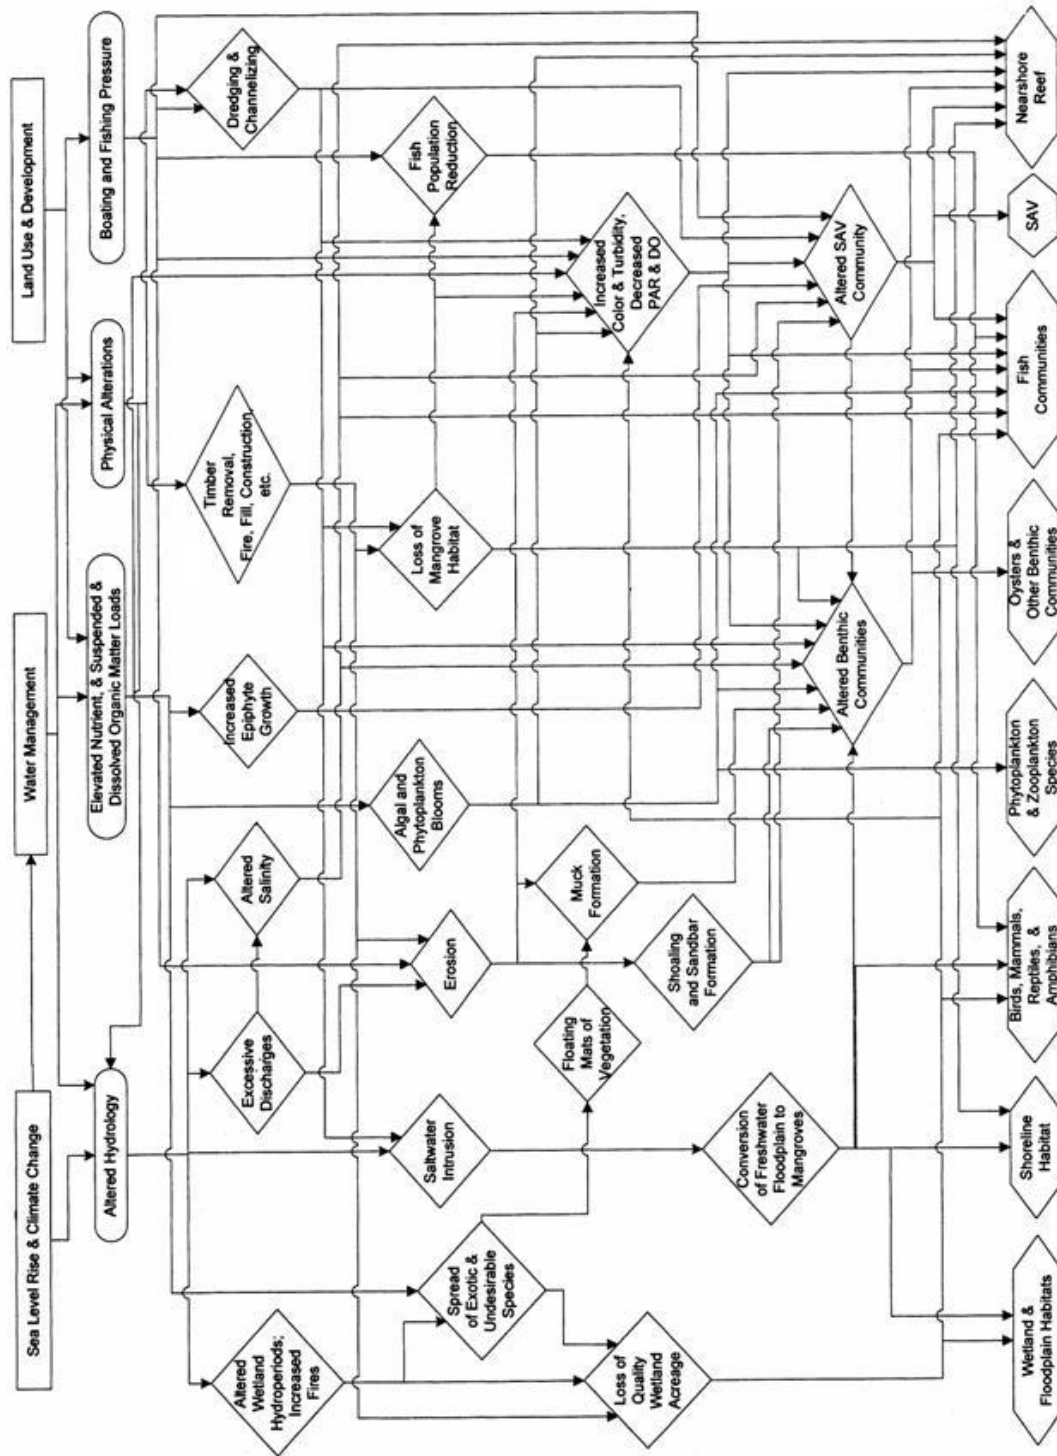 Sea Level Rise & Climate Change
Water Management
Land Use & Development
Altered Hydrology
Elevated Nutrient, & Suspended &
Dissolved Organic Matter Loads
Physical Alterations
Boating and Fishing Pressure
Altered
Wetland
Hydroperiods;
Increased
Fires
Excessive
Discharges
Altered
Salinity
Increased
Epiphyte
Growth
Timber
Removal,
Fire, Fill, Construction,
etc.
Dredging &
Channelizing
Spread
of Exotic &
Undesirable
Species
Saltwater
Intrusion
Erosion
Algal and
Phytoplankton
Blooms
Loss of
Mangrove
Habitat
Fish
Population
Reduction
Loss of
Quality
Wetland
Acreage
Floating
Mats of
Vegetation
Muck
Formation
Increased
Color & Turbidity,
Decreased
PAR & DO
Conversion
of Freshwater
Floodplain to
Mangroves
Shoaling
and Sandbar
Formation
Altered Benthic
Communities
Altered SAV
Community
Wetland &
Floodplain Habitats
Shoreline
Habitat
Birds, Mammals,
Reptiles, &
Amphibians
Phytoplankton
& Zooplankton
Species
Oysters &
Other Benthic
Communities
Fish
Communities
SAV
Nearshore
Reef